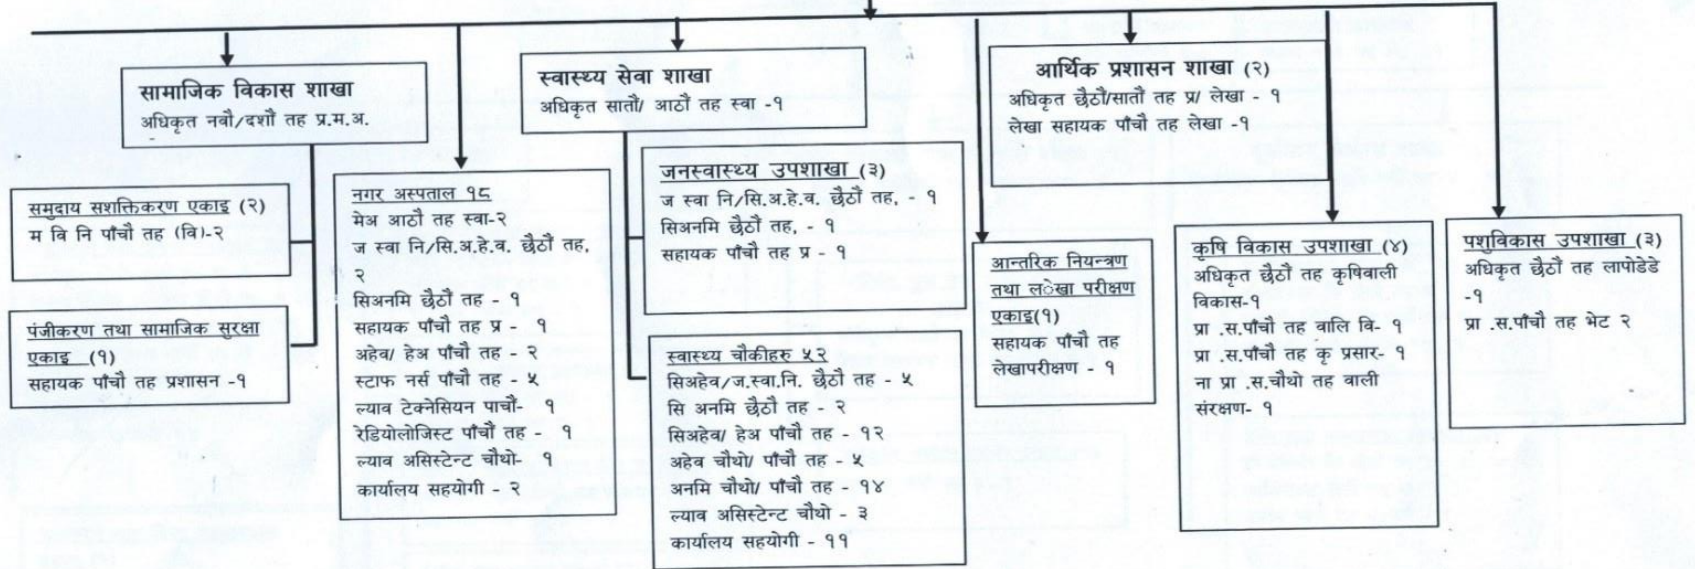 सामाजिक विकास शाखा
अधिकृत नवौ/दशौं तह प्र.म.अ.
-
समुदाय सशक्तिकरण एकाइ (२)
म वि नि पाँचौ तह (वि)-२
पंजीकरण तथा सामाजिक सुरक्षा
एकाइ (१)
सहायक पाँचौ तह प्रशासन -१
नगर अस्पताल १८
मेअ आठौ तह स्वा-२
ज स्वा नि/सि.अ.हे.व. छैठौं तह,
२
सिअनमि छैठौं तह - १
सहायक पाँचौ तह प्र - १
अहेव/ हेअ पाँचौ तह - २
स्टाफ नर्स पाँचौ तह - ५
ल्याव टेक्नेसियन पाचौ- १
रेडियोलोजिस्ट पाँचौ तह - १
ल्याव असिस्टेन्ट चौथो- १
कार्यालय सहयोगी - २
स्वास्थ्य सेवा शाखा
अधिकृत सातौं/ आठौं तह स्वा -१
जनस्वास्थ्य उपशाखा (३)
ज स्वा नि/सि.अ.हे.व. छैठौं तह, - १
सिअनमि छैठौं तह, - १
सहायक पाँचौ तह प्र - १
स्वास्थ्य चौकीहरु ५२
सिअहेव/ज.स्वा.नि. छैठौं तह - ५
सि अनमि छैठौ तह - २
सिअहेव/ हेअ पाँचौ तह - १२
अहेव चौथो/ पाँचौ तह - ५
अनमि चौथो/ पाँचौ तह - १४
ल्याव असिस्टेन्ट चौथो - ३
कार्यालय सहयोगी - ११
आर्थिक प्रशासन शाखा (२)
अधिकृत छैठौं/सातौं तह प्र/ लेखा - १
लेखा सहायक पाँचौं तह लेखा -१
आन्तरिक नियन्त्रण
तथा लेखा परीक्षण
एकाइ(१)
सहायक पाँचौ तह
लेखापरीक्षण - १
कृषि विकास उपशाखा (४)
अधिकृत छैठौं तह कृषिवाली
विकास-१
प्रा .स.पाँचौ तह वालि वि- १
प्रा .स.पाँचौ तह कृ प्रसार- १
ना प्रा .स.चौथो तह वाली
संरक्षण- १
पशुविकास उपशाखा (३)
अधिकृत छैठौं तह लापोडेडे
-१
प्रा .स.पाँचौ तह भेट २